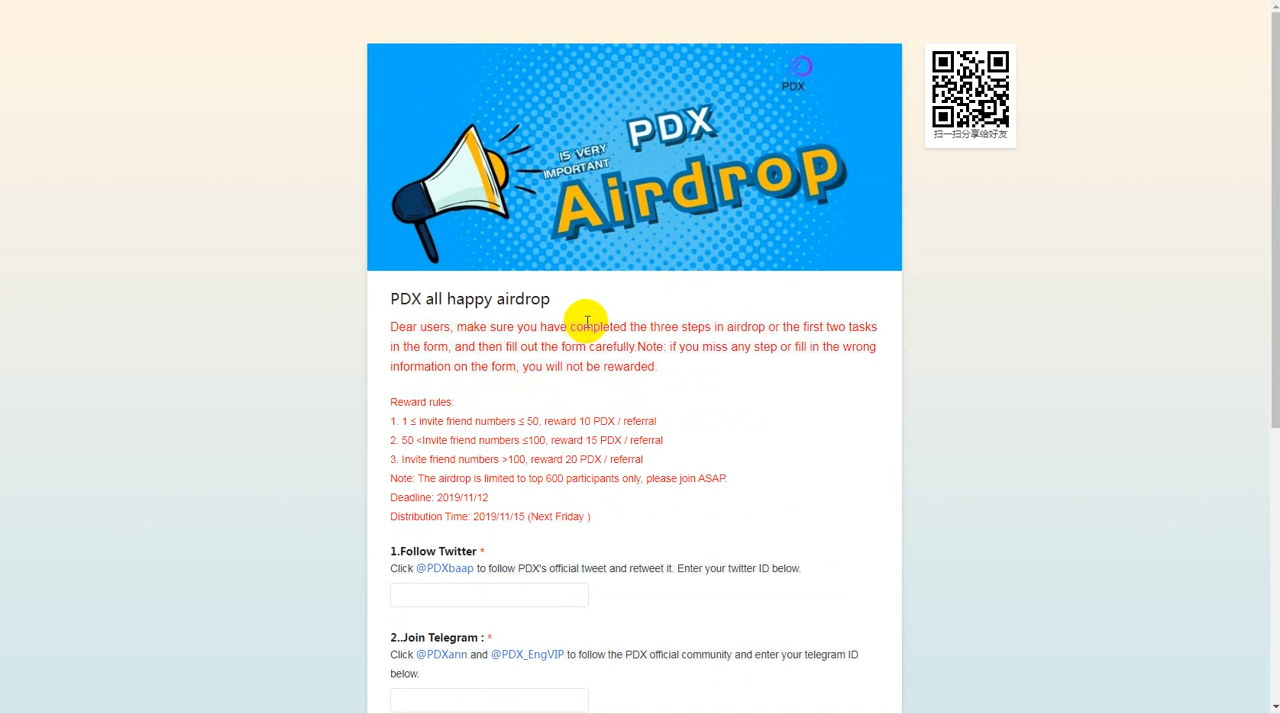 PDX
PDX
IS VERY
IMPORTANT
Airdrop
扫一扫分享给好友
PDX all happy airdrop
Dear users, make sure you have completed the three steps in airdrop or the first two tasks
in the form, and then fill out the form carefully.Note: if you miss any step or fill in the wrong
information on the form, you will not be rewarded.
Reward rules:
1. 1 ≤ invite friend numbers ≤ 50, reward 10 PDX / referral
2. 50 <Invite friend numbers ≤100, reward 15 PDX / referral
3. Invite friend numbers >100, reward 20 PDX / referral
Note: The airdrop is limited to top 600 participants only, please join ASAP.
Deadline: 2019/11/12
Distribution Time: 2019/11/15 (Next Friday )
1.Follow Twitter *
Click @PDXbaap to follow PDX's official tweet and retweet it. Enter your twitter ID below.
2..Join Telegram : *
Click @PDXann and @PDX_EngVIP to follow the PDX official community and enter your telegram ID
below.